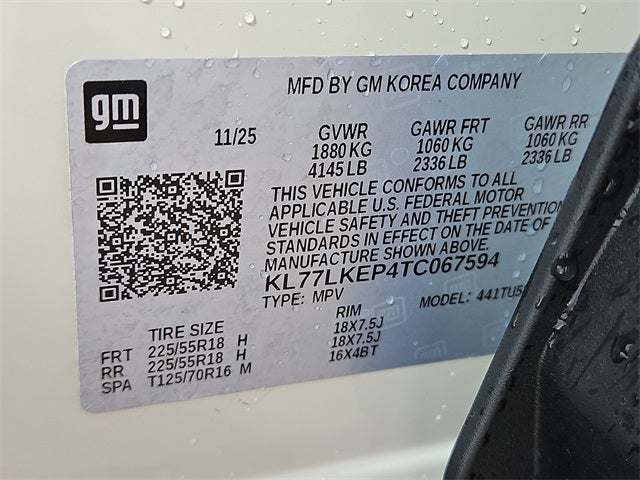 gm
MFD BY GM KOREA COMPANY
11/25
GVWR
1880 KG
4145 LB
GAWR FRT
1060 KG
2336 LB
GAWR RR
1060 KG
2336 LB
THIS VEHICLE CONFORMS TO ALL
APPLICABLE U.S. FEDERAL MOTOR
VEHICLE SAFETY AND THEFT PREVENTION
STANDARDS IN EFFECT ON THE DATE OF
MANUFACTURE SHOWN ABOVE.
KL77LKEP4TC067594
TYPE: MPV MODEL:
TIRE SIZE RIM
FRT 225/55R18 H 18X7.5J
RR 225/55R18 H 18X7.5J
SPA T125/70R16 M 16X4BT